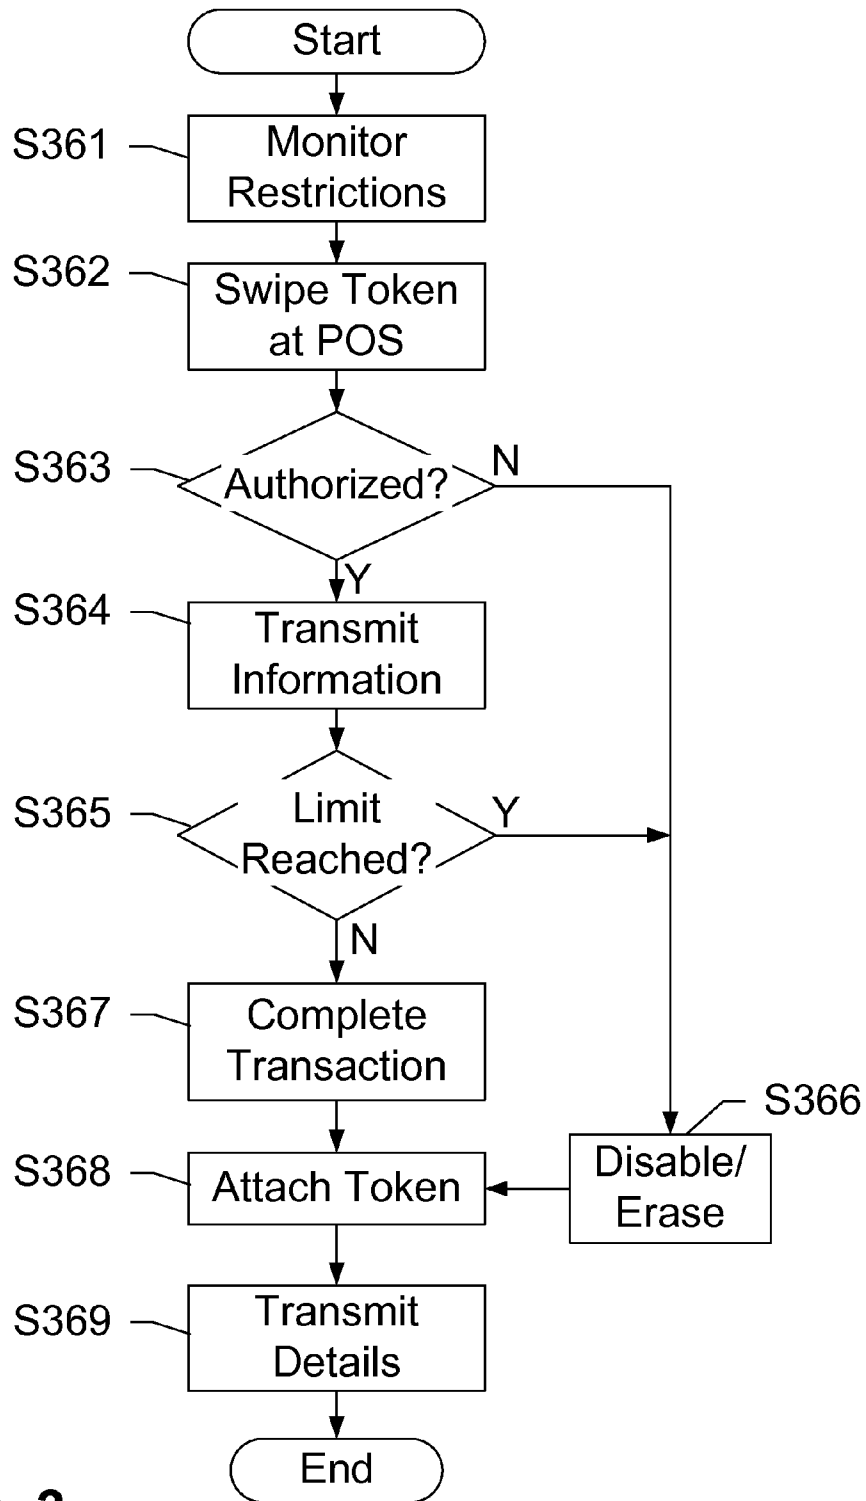 Start
S361
Monitor
Restrictions
S362
Swipe Token
at POS
S363
Authorized?
N
Y
S364
Transmit
Information
S365
Limit
Reached?
Y
N
S367
Complete
Transaction
S366
Disable/
Erase
S368
Attach Token
S369
Transmit
Details
End